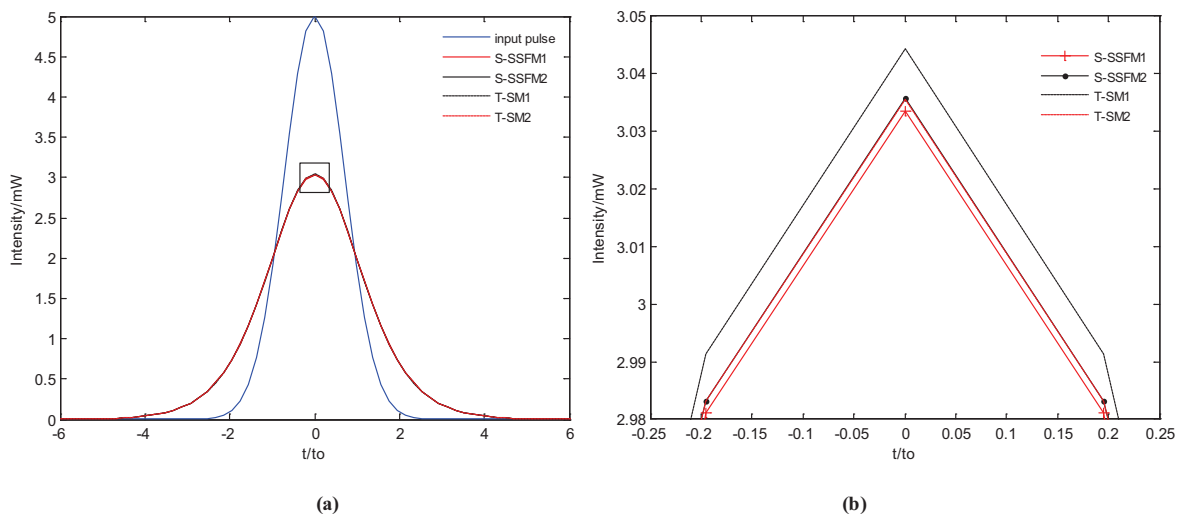 5
4.5
4
3.5
3
2.5
2
1.5
1
0.5
0
Intensity/mW
-6
-4
-2
0
2
4
6
t/to
input pulse
S-SSFM1
S-SSFM2
T-SM1
T-SM2
(a)
3.05
3.04
3.03
3.02
3.01
3
2.99
2.98
Intensity/mW
-0.25
-0.2
-0.15
-0.1
-0.05
0
0.05
0.1
0.15
0.2
0.25
t/to
S-SSFM1
S-SSFM2
T-SM1
T-SM2
(b)